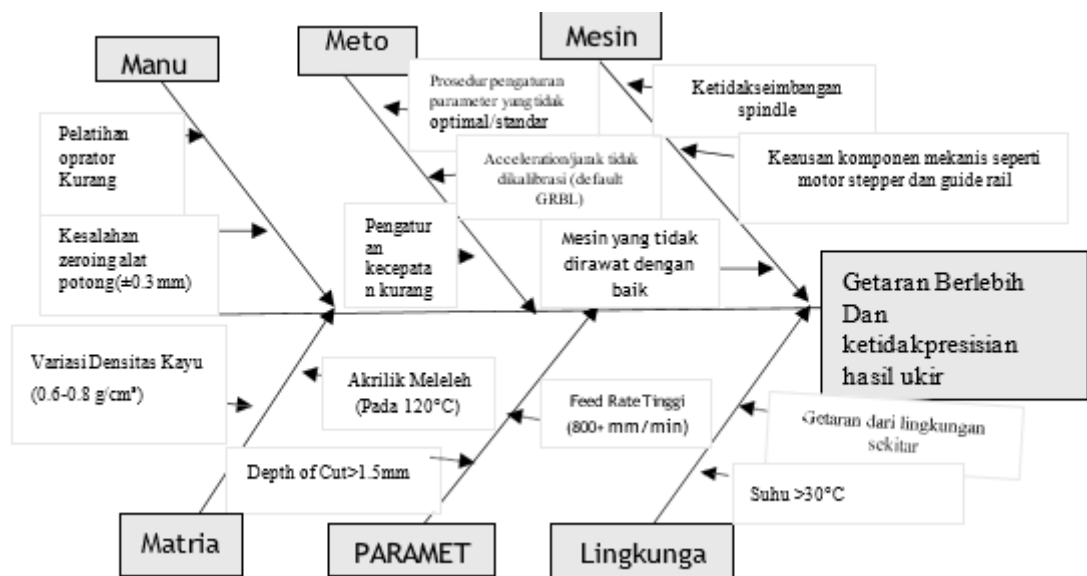 Manu
Meto
Mesin
Pelatihan
oprator
Kurang
Kesalahan
zeroing alat
potong(±0.3 mm)
Prosedur pengaturan
parameter yang tidak
optimal/standar
Acceleration/jarak tidak
dikalibrasi (default
GRBL)
Pengatur
an
kecepata
n kurang
Ketidakseimbangan
spindle
Keausan komponen mekanis seperti
motor stepper dan guide rail
Mesin yang tidak
dirawat dengan
baik
Getaran Berlebih
Dan
ketidakpresisian
hasil ukir
Variasi Densitas Kayu
(0.6-0.8 g/cm³)
Akrilik Meleleh
(Pada 120°C)
Depth of Cut>1.5mm
Feed Rate Tinggi
(800+ mm/min)
Getaran dari lingkungan
sekitar
Suhu >30°C
Matria
PARAMET
Lingkunga